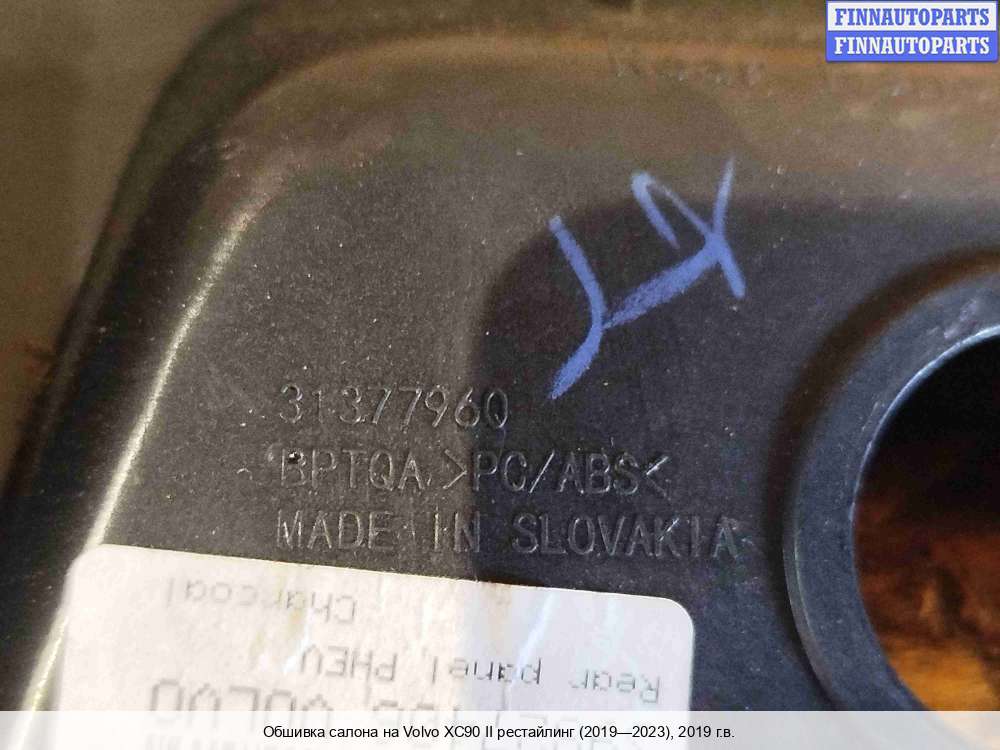 FINNAUTOPARTS
FINNAUTOPARTS
31377960
BPTQA >PC/ABS<
MADE IN SLOVAKIA
Charcoal
Rear panel, PHEV
VOLVO
Обшивка салона на Volvo XC90 II рестайлинг (2019—2023), 2019 г.в.